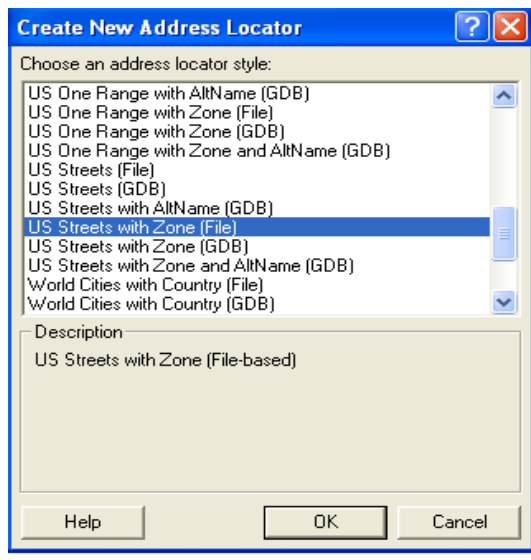 Create New Address Locator
Choose an address locator style:
US One Range with AltName (GDB)
US One Range with Zone (File)
US One Range with Zone (GDB)
US One Range with Zone and AltName (GDB)
US Streets (File)
US Streets (GDB)
US Streets with AltName (GDB)
US Streets with Zone (File)
US Streets with Zone (GDB)
US Streets with Zone and AltName (GDB)
World Cities with Country (File)
World Cities with Country (GDB)
Description
US Streets with Zone (File-based)
Help OK Cancel